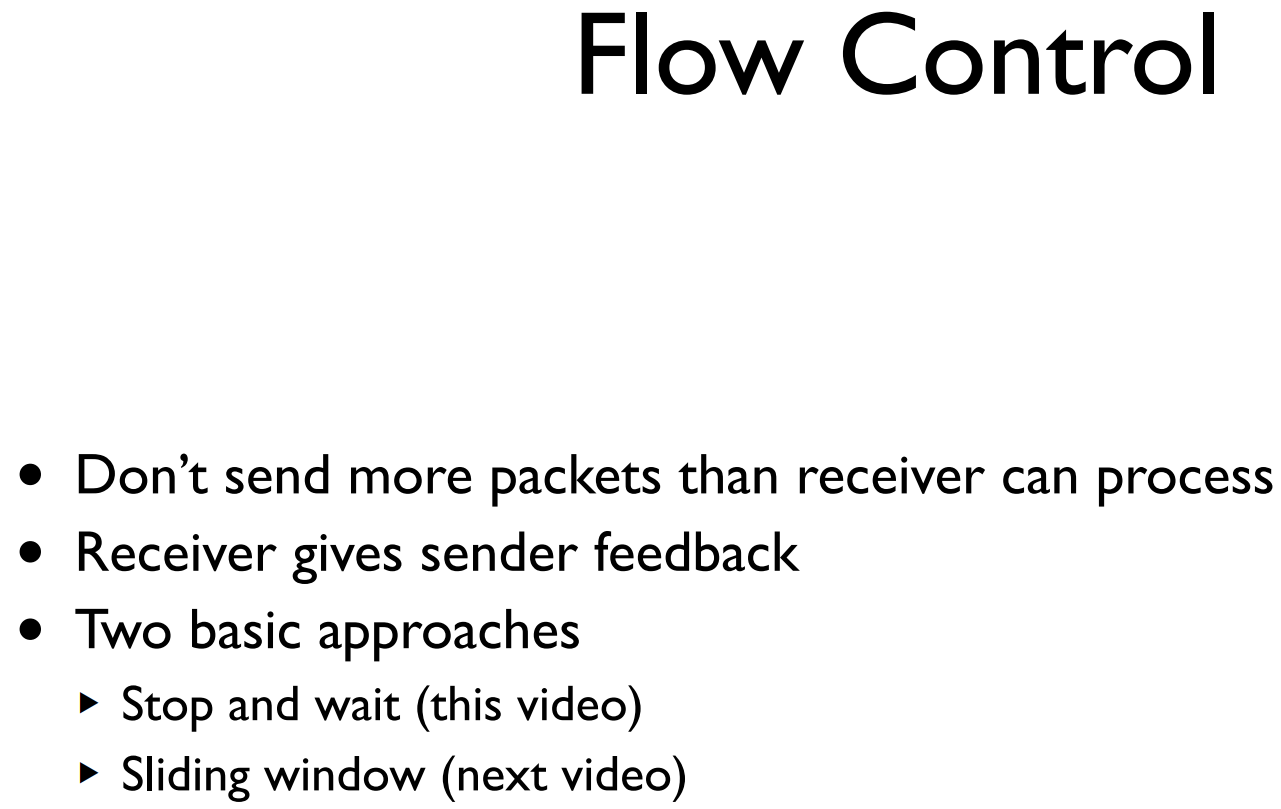 Flow Control
• Don’t send more packets than receiver can process
• Receiver gives sender feedback
• Two basic approaches
▸ Stop and wait (this video)
▸ Sliding window (next video)